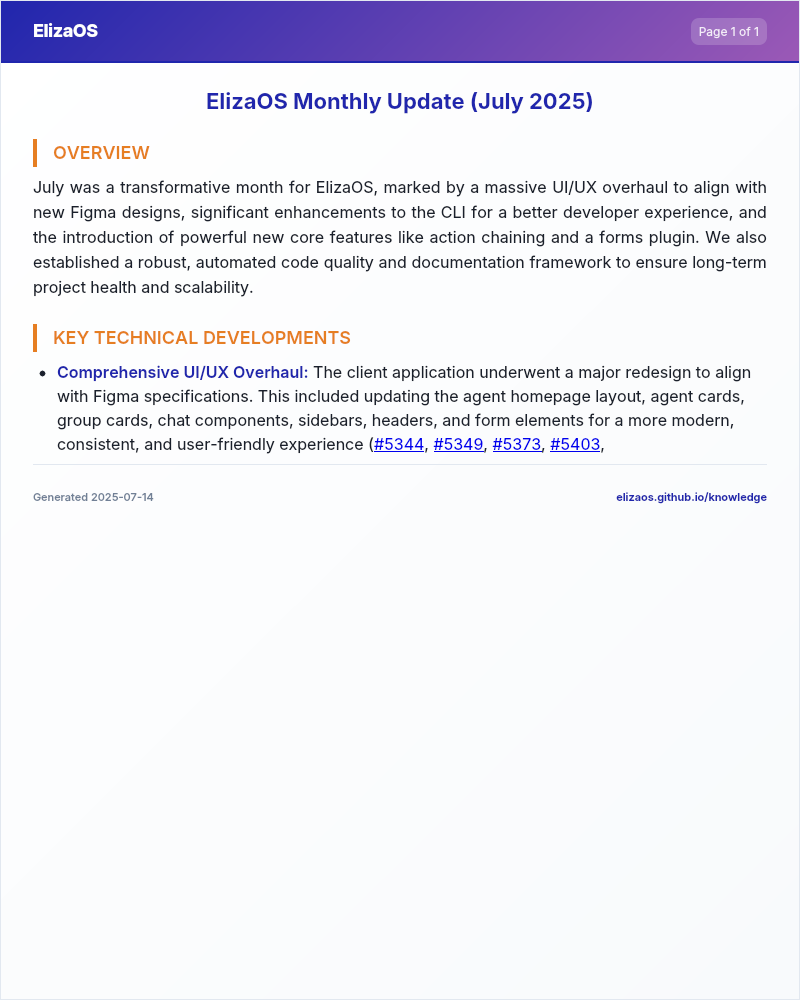 ElizaOS
Page 1 of 1
ElizaOS Monthly Update (July 2025)
OVERVIEW
July was a transformative month for ElizaOS, marked by a massive UI/UX overhaul to align with
new Figma designs, significant enhancements to the CLI for a better developer experience, and
the introduction of powerful new core features like action chaining and a forms plugin. We also
established a robust, automated code quality and documentation framework to ensure long-term
project health and scalability.
KEY TECHNICAL DEVELOPMENTS
• Comprehensive UI/UX Overhaul: The client application underwent a major redesign to align
with Figma specifications. This included updating the agent homepage layout, agent cards,
group cards, chat components, sidebars, headers, and form elements for a more modern,
consistent, and user-friendly experience (#5344, #5349, #5373, #5403,
Generated 2025-07-14
elizaos.github.io/knowledge